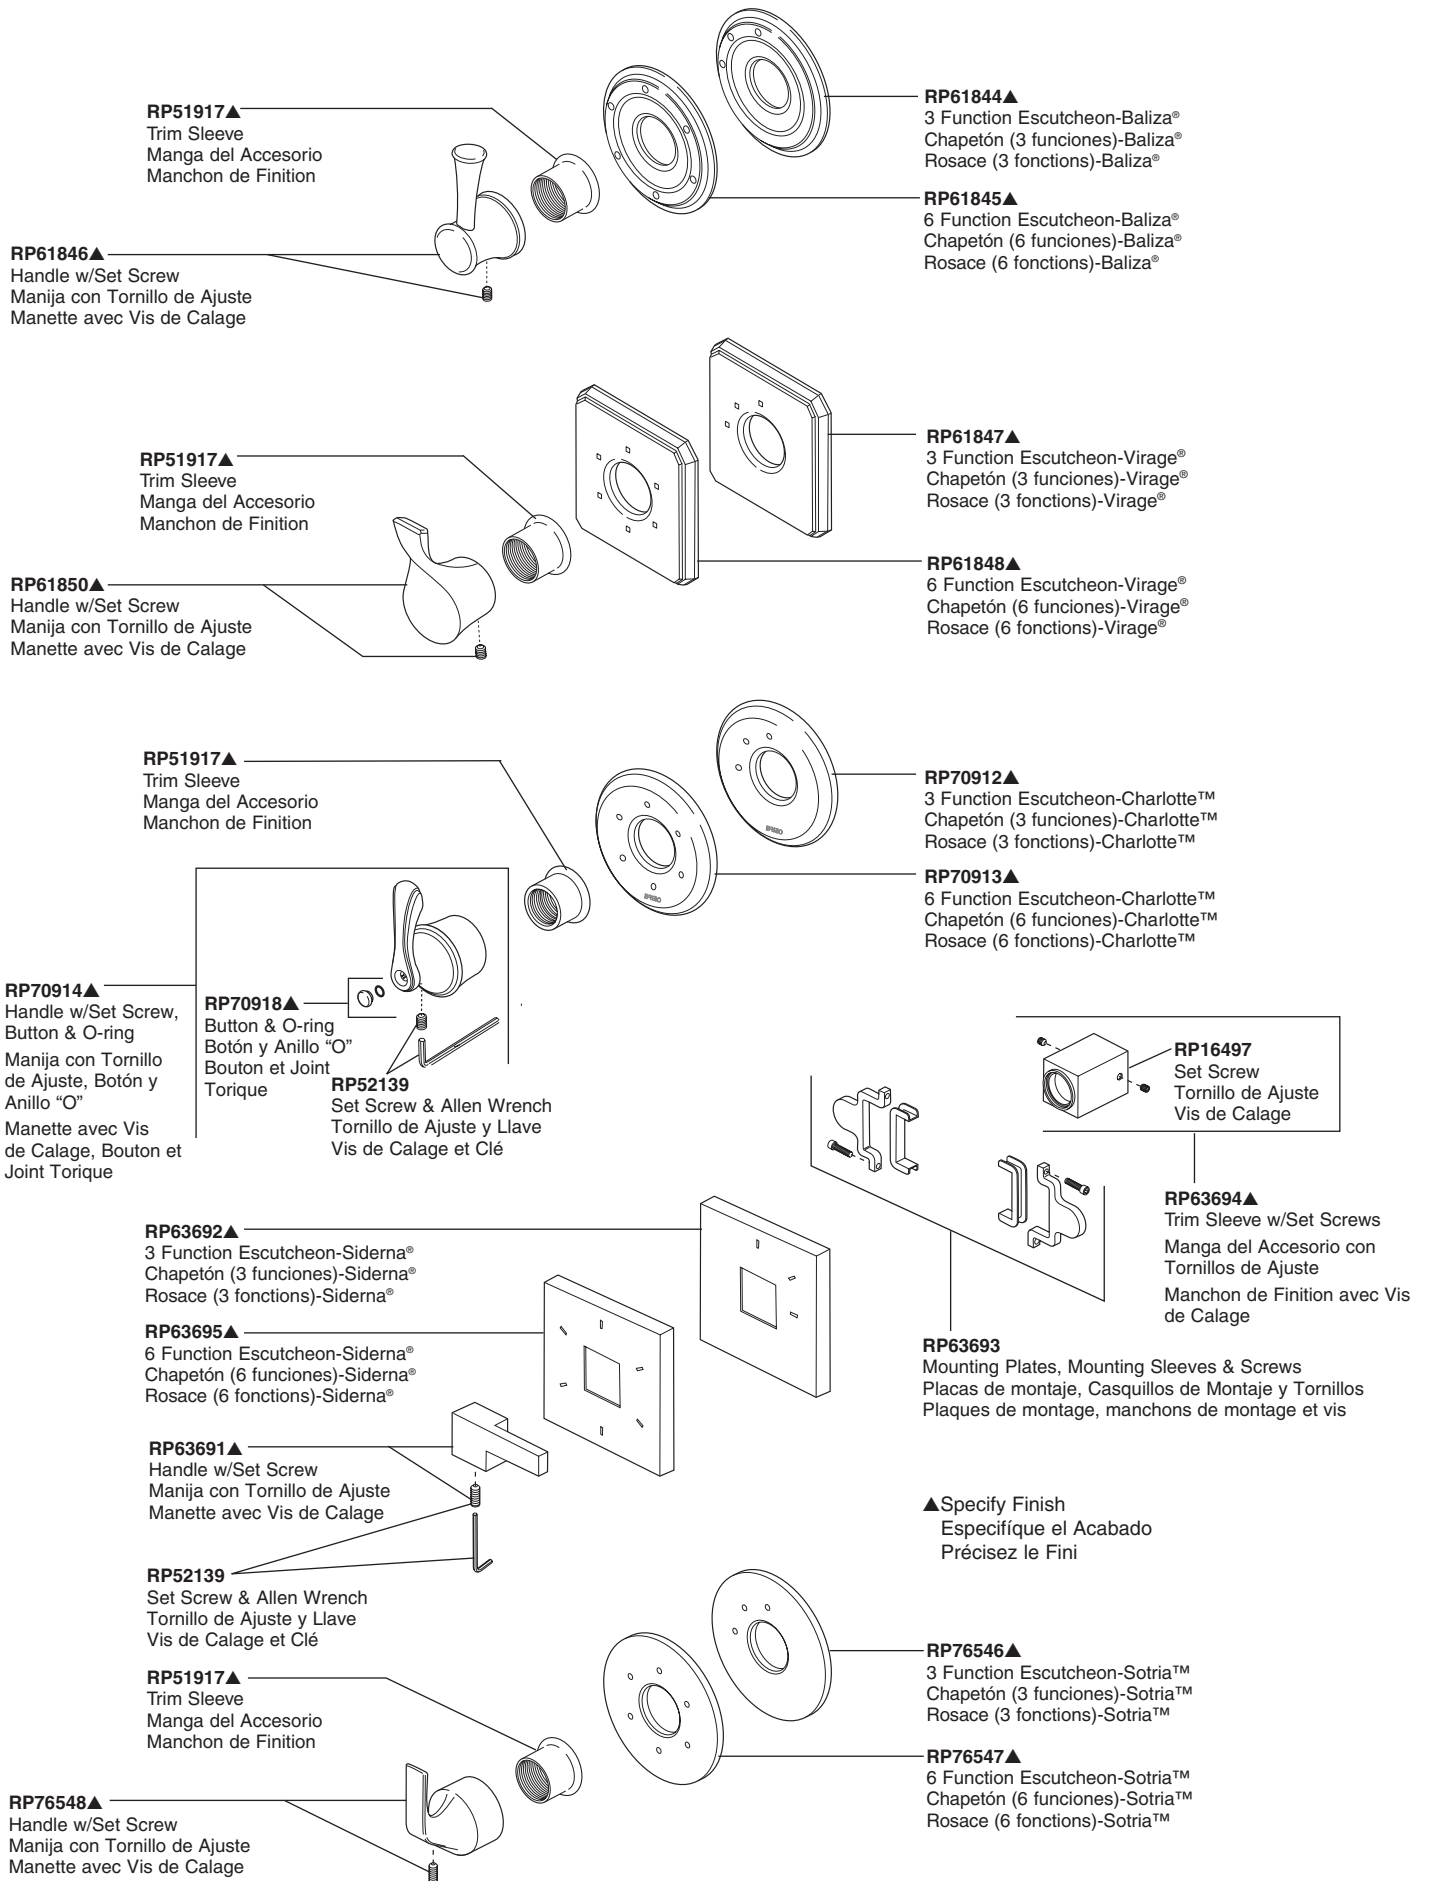 RP51917▲
Trim Sleeve
Manga del Accesorio
Manchon de Finition
RP61844▲
3 Function Escutcheon-Baliza®
Chapetón (3 funciones)-Baliza®
Rosace (3 fonctions)-Baliza®
RP61845▲
6 Function Escutcheon-Baliza®
Chapetón (6 funciones)-Baliza®
Rosace (6 fonctions)-Baliza®
RP61846▲
Handle w/Set Screw
Manija con Tornillo de Ajuste
Manette avec Vis de Calage
RP51917▲
Trim Sleeve
Manga del Accesorio
Manchon de Finition
RP61847▲
3 Function Escutcheon-Virage®
Chapetón (3 funciones)-Virage®
Rosace (3 fonctions)-Virage®
RP61848▲
6 Function Escutcheon-Virage®
Chapetón (6 funciones)-Virage®
Rosace (6 fonctions)-Virage®
RP61850▲
Handle w/Set Screw
Manija con Tornillo de Ajuste
Manette avec Vis de Calage
RP51917▲
Trim Sleeve
Manga del Accesorio
Manchon de Finition
RP70912▲
3 Function Escutcheon-Charlotte™
Chapetón (3 funciones)-Charlotte™
Rosace (3 fonctions)-Charlotte™
RP70913▲
6 Function Escutcheon-Charlotte™
Chapetón (6 funciones)-Charlotte™
Rosace (6 fonctions)-Charlotte™
RP70914▲
Handle w/Set Screw,
Button & O-ring
Manija con Tornillo
de Ajuste, Botón y
Anillo “O”
Manette avec Vis
de Calage, Bouton et
Joint Torique
RP70918▲
Button & O-ring
Botón y Anillo “O”
Bouton et Joint
Torique
RP52139
Set Screw & Allen Wrench
Tornillo de Ajuste y Llave
Vis de Calage et Clé
RP16497
Set Screw
Tornillo de Ajuste
Vis de Calage
RP63694▲
Trim Sleeve w/Set Screws
Manga del Accesorio con
Tornillos de Ajuste
Manchon de Finition avec Vis
de Calage
RP63693
Mounting Plates, Mounting Sleeves & Screws
Placas de montaje, Casquillos de Montaje y Tornillos
Plaques de montage, manchons de montage et vis
RP63692▲
3 Function Escutcheon-Siderna®
Chapetón (3 funciones)-Siderna®
Rosace (3 fonctions)-Siderna®
RP63695▲
6 Function Escutcheon-Siderna®
Chapetón (6 funciones)-Siderna®
Rosace (6 fonctions)-Siderna®
RP63691▲
Handle w/Set Screw
Manija con Tornillo de Ajuste
Manette avec Vis de Calage
▲Specify Finish
Especifíque el Acabado
Précisez le Fini
RP52139
Set Screw & Allen Wrench
Tornillo de Ajuste y Llave
Vis de Calage et Clé
RP51917▲
Trim Sleeve
Manga del Accesorio
Manchon de Finition
RP76546▲
3 Function Escutcheon-Sotria™
Chapetón (3 funciones)-Sotria™
Rosace (3 fonctions)-Sotria™
RP76547▲
6 Function Escutcheon-Sotria™
Chapetón (6 funciones)-Sotria™
Rosace (6 fonctions)-Sotria™
RP76548▲
Handle w/Set Screw
Manija con Tornillo de Ajuste
Manette avec Vis de Calage